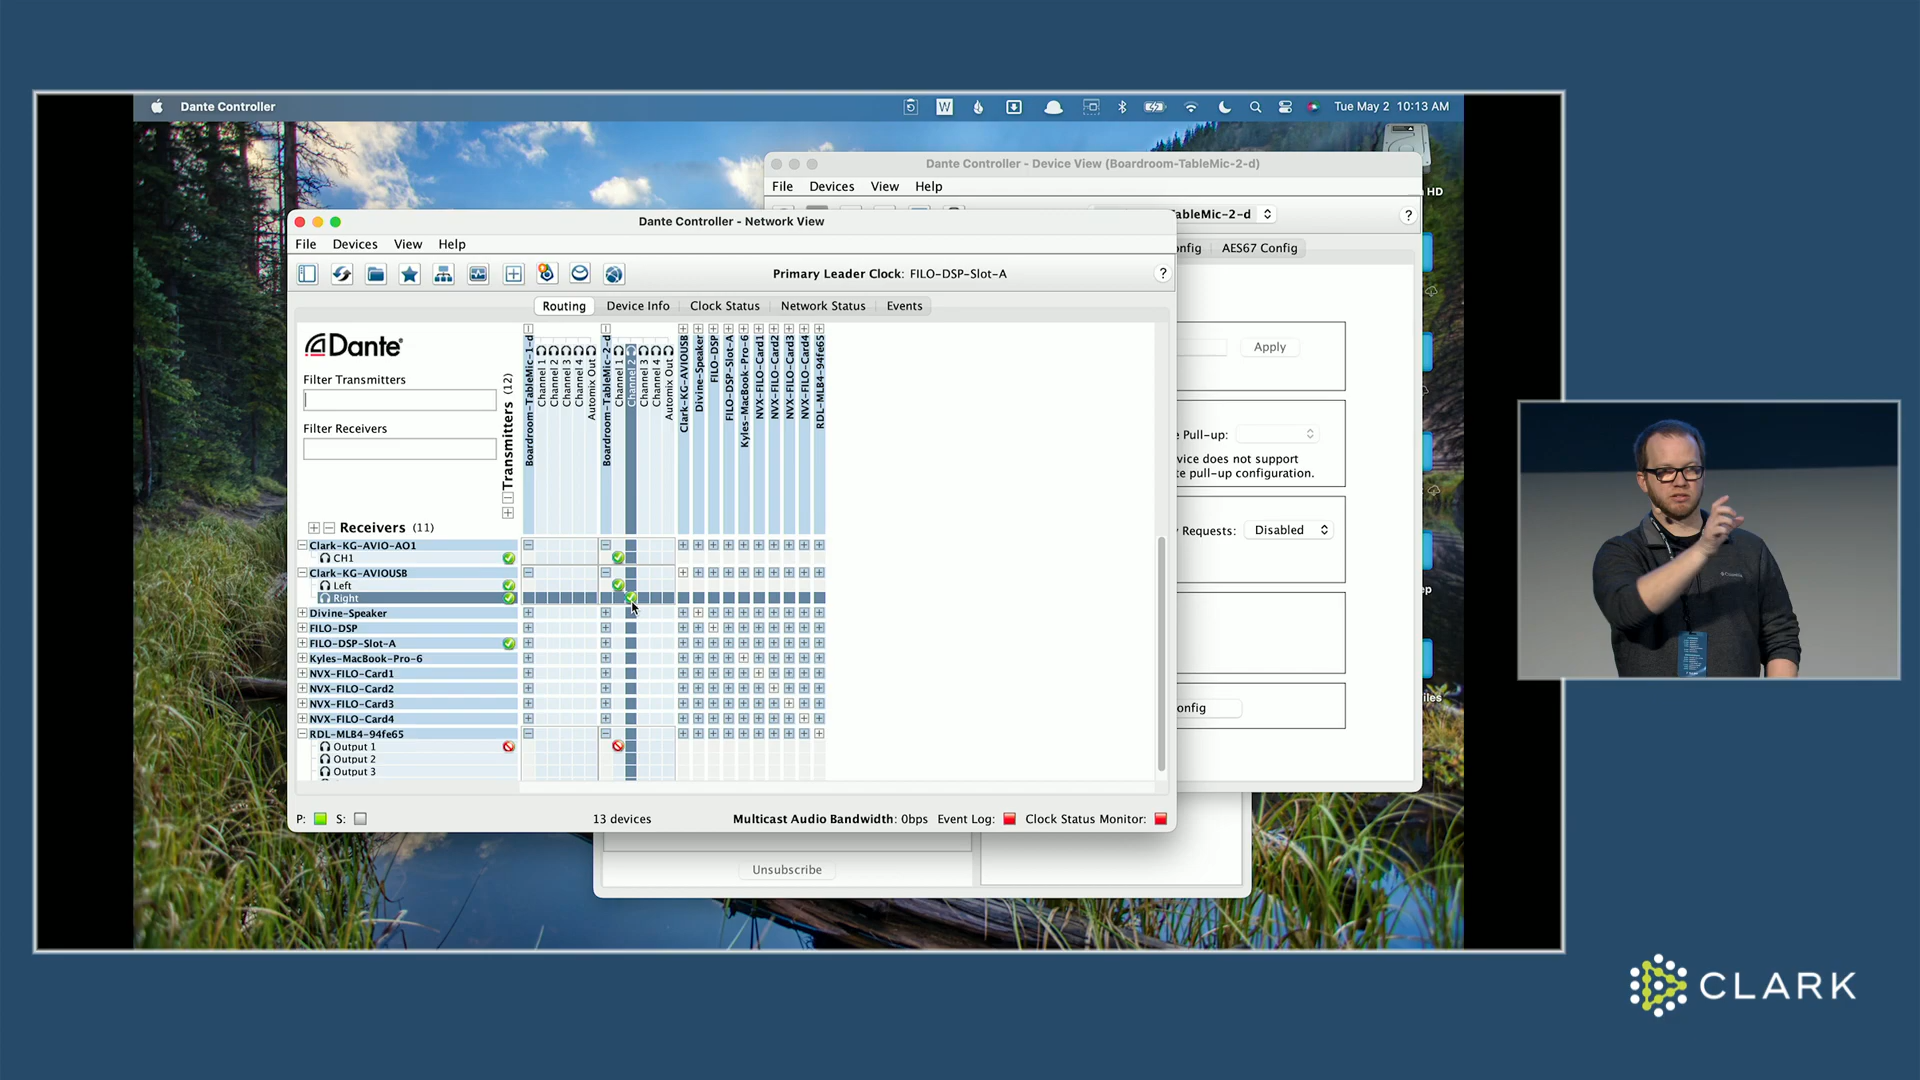 Dante Controller
W
Tue May 2 10:13 AM
HD
Dante Controller - Device View (Boardroom-TableMic-2-d)
File Devices View Help
TableMic-2-d
?
AES67 Config
Apply
Pull-up:
vice does not support
te pull-up configuration.
Requests: Disabled
onfig
Dante Controller - Network View
File Devices View Help
Primary Leader Clock: FILO-DSP-Slot-A
?
Routing Device Info Clock Status Network Status Events
Dante
Filter Transmitters
Filter Receivers
Transmitters (12)
Boardroom-TableMic-1-d
Channel 1
Channel 2
Channel 3
Channel 4
Automix Out
Boardroom-TableMic-2-d
Channel 1
Channel 2
Channel 3
Channel 4
Automix Out
Clark-KG-AVIOUSB
Divine-Speaker
FILO-DSP
FILO-DSP-Slot-A
Kyles-MacBook-Pro-6
NVX-FILO-Card1
NVX-FILO-Card2
NVX-FILO-Card3
NVX-FILO-Card4
RDL-MLB4-94fe65
Receivers (11)
Clark-KG-AVIO-AO1
CH1
Clark-KG-AVIOUSB
Left
Right
Divine-Speaker
FILO-DSP
FILO-DSP-Slot-A
Kyles-MacBook-Pro-6
NVX-FILO-Card1
NVX-FILO-Card2
NVX-FILO-Card3
NVX-FILO-Card4
RDL-MLB4-94fe65
Output 1
Output 2
Output 3
P: S: 13 devices Multicast Audio Bandwidth: 0bps Event Log: Clock Status Monitor:
Unsubscribe
CLARK